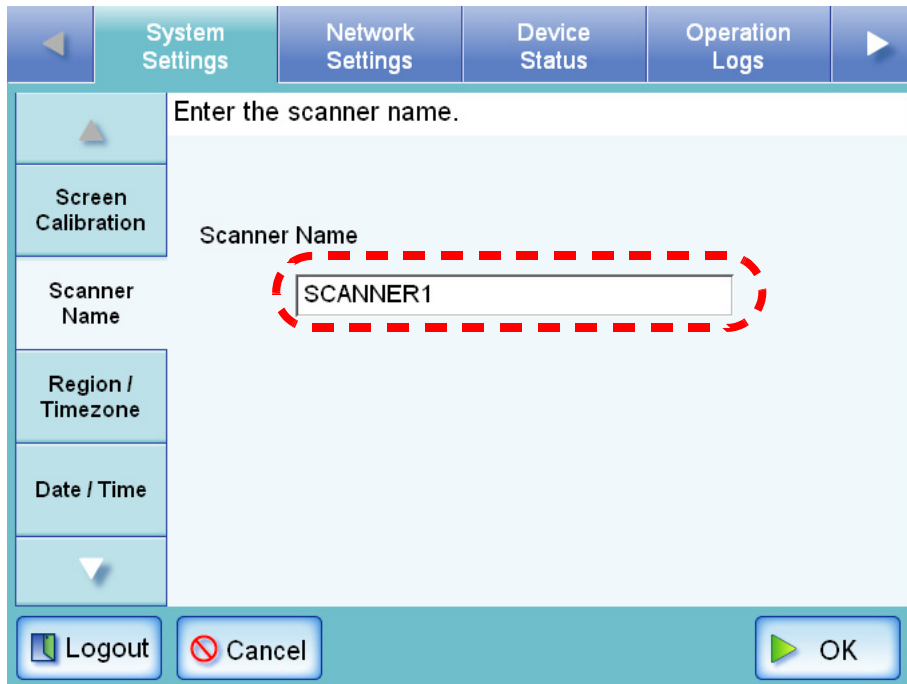 System
Settings
Network
Settings
Device
Status
Operation
Logs
Enter the scanner name.
Screen
Calibration
Scanner
Name
Region /
Timezone
Date / Time
Scanner Name
SCANNER1
Logout
Cancel
OK